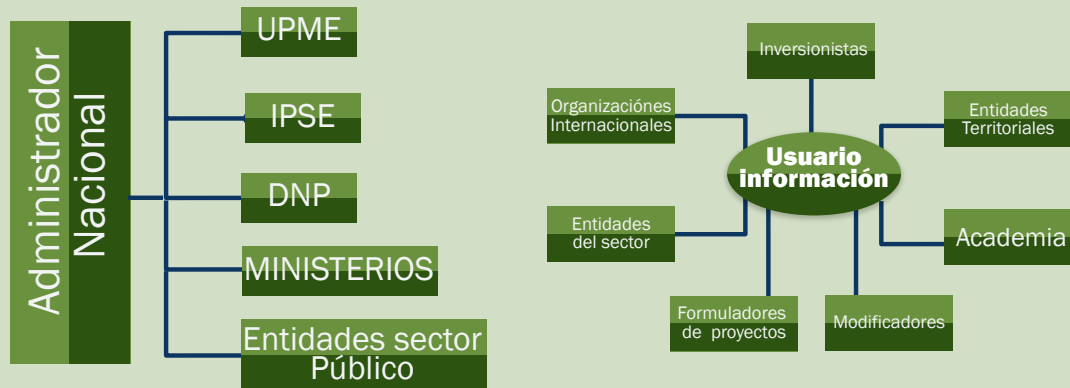 Administrador
Nacional
UPME
IPSE
DNP
MINISTERIOS
Entidades sector
Público
Inversionistas
Organizaciónes
Internacionales
Entidades
Territoriales
Usuario
información
Entidades
del sector
Academia
Formuladores
de proyectos
Modificadores